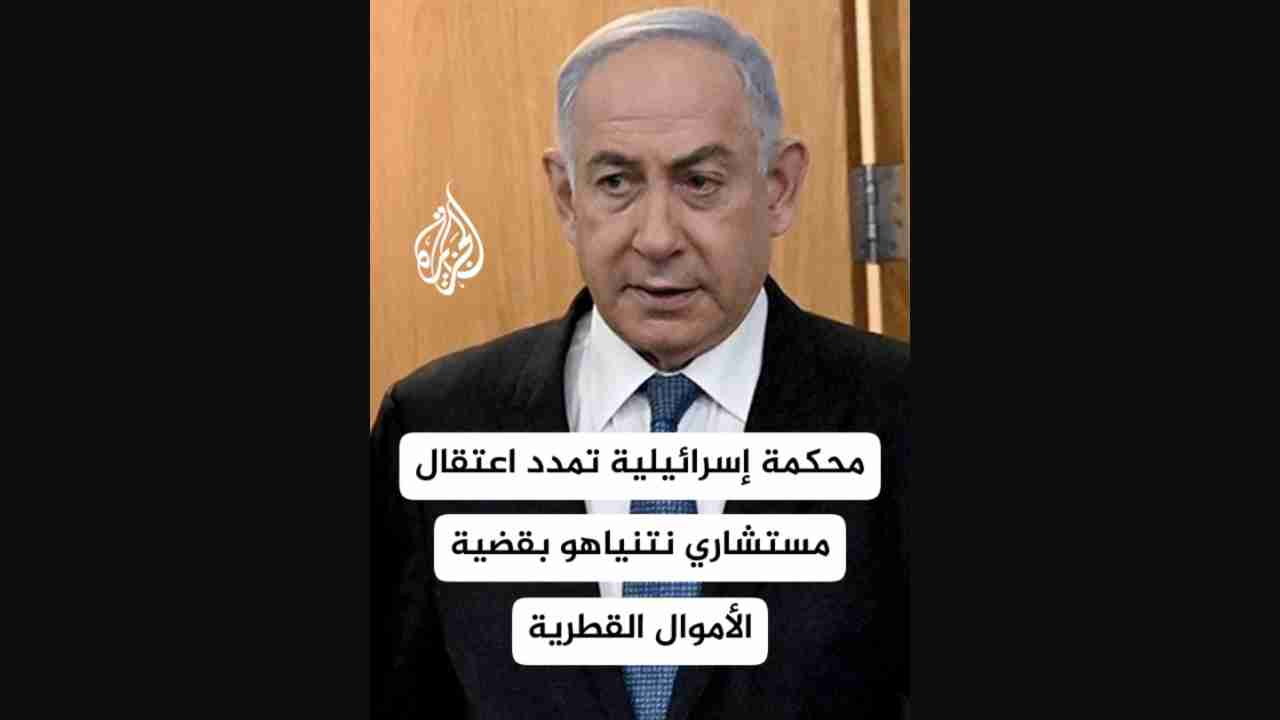 الجزيرة
محكمة إسرائيلية تمدد اعتقال
مستشاري نتنياهو بقضية
الأموال القطرية